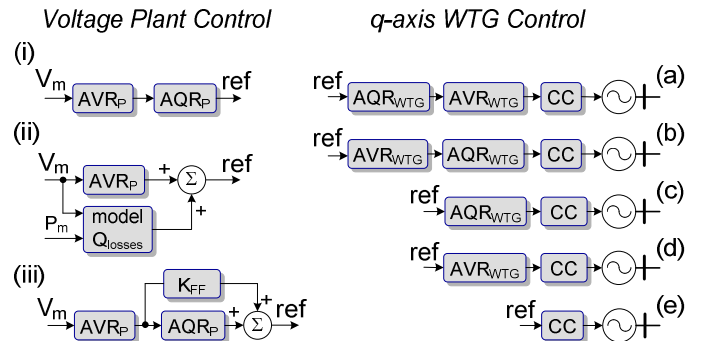 Voltage Plant Control
q-axis WTG Control
(i)
Vm
AVRP
AQRP
ref
(ii)
Vm
AVRP
+
Σ
ref
Pm
model
Qlosses
+
(iii)
KFF
+
Vm
AVRP
AQRP
+
Σ
ref
ref
AQRWTG
AVRWTG
CC
(a)
ref
AVRWTG
AQRWTG
CC
(b)
ref
AQRWTG
CC
(c)
ref
AVRWTG
CC
(d)
ref
CC
(e)